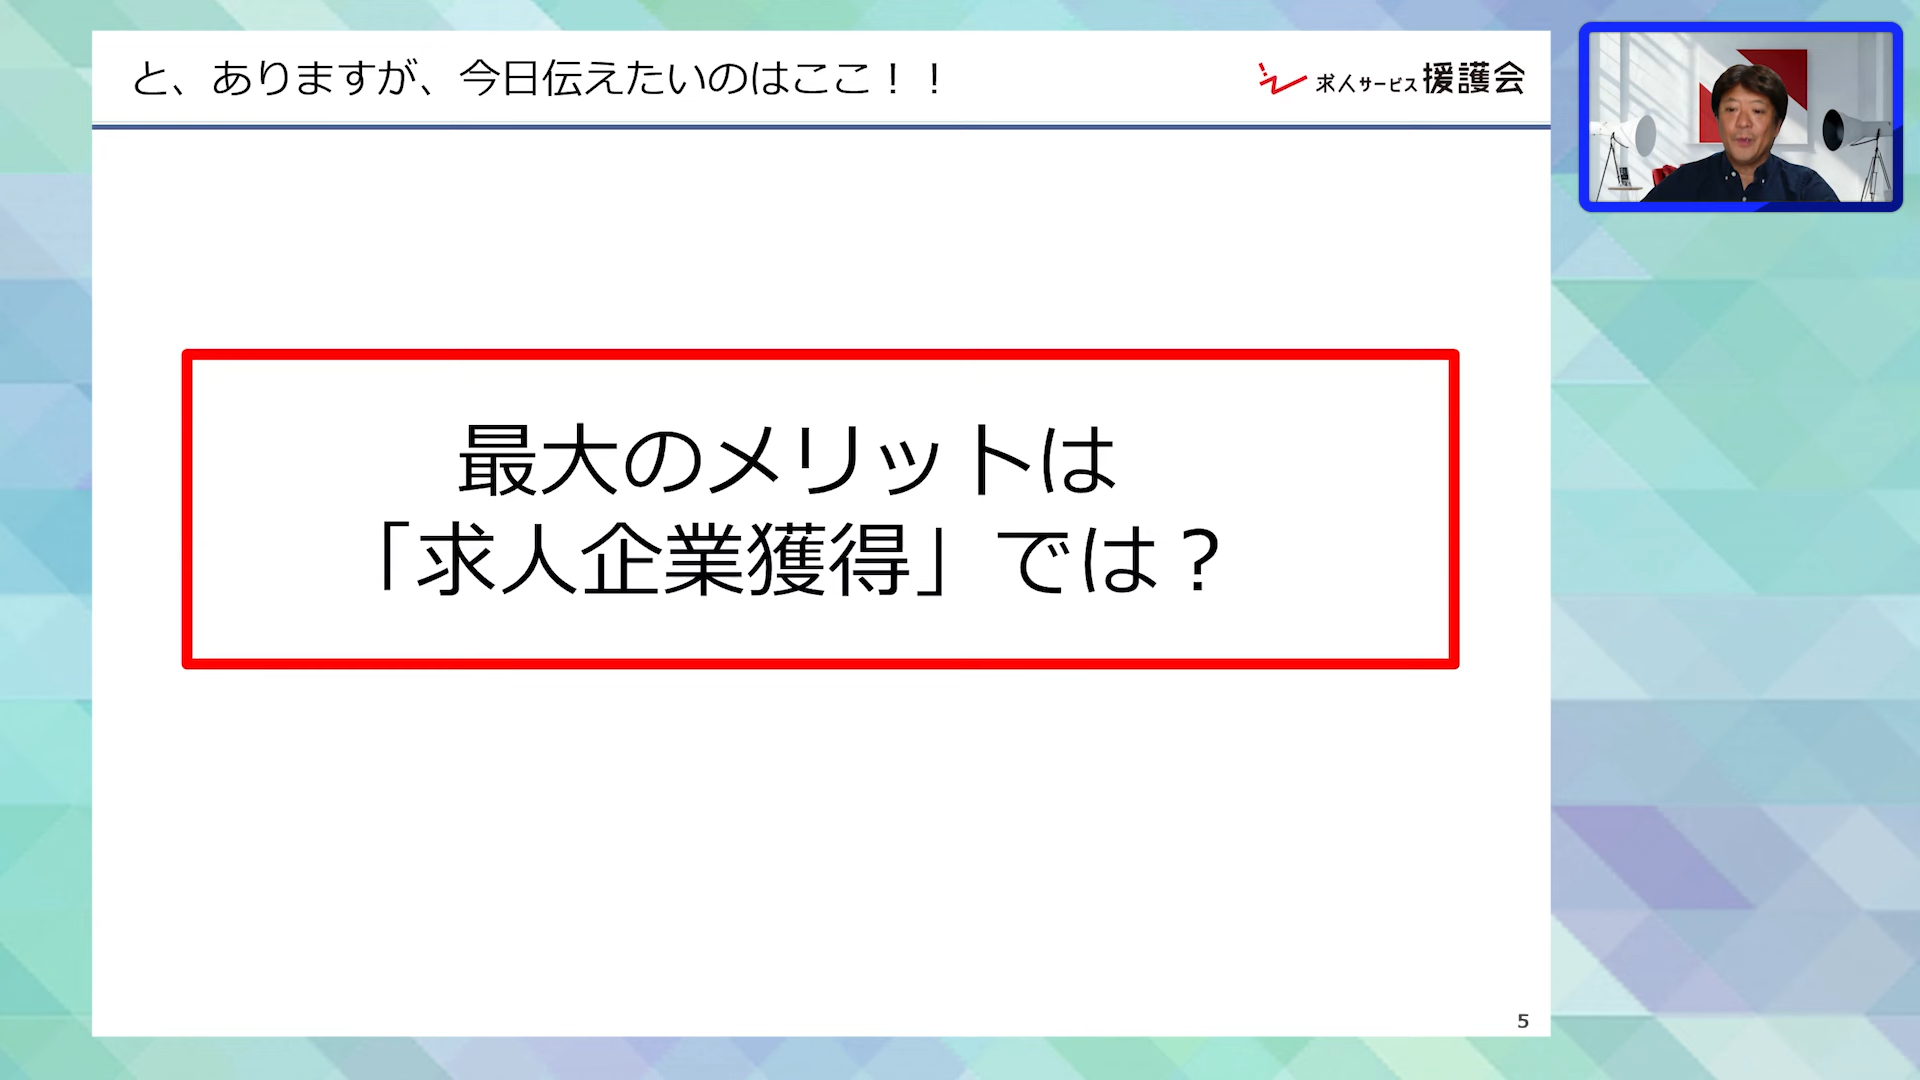 と、ありますが、今日伝えたいのはここ！！
求人サービス援護会
最大のメリットは
「求人企業獲得」では？
5